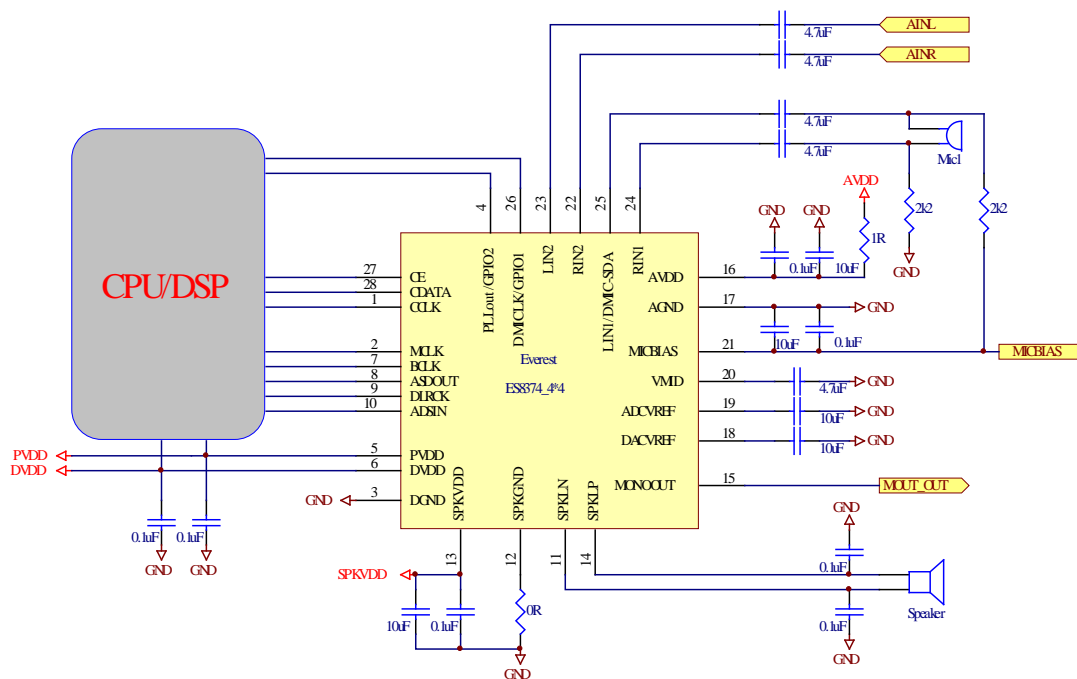 AINL
4.7uF
AINR
4.7uF
4.7uF
4.7uF
Mic1
AVDD
2k2
2k2
GND
GND
1R
GND
0.1uF
10uF
4
26
23
22
25
24
PLLout/GPIO2
DMICLK/GPIO1
LIN2
RIN2
LIN1/DMIC-SDA
RIN1
CPU/DSP
27
CE
28
CDATA
1
CCLK
2
MCLK
7
BCLK
8
ASDOUT
9
DLRCK
10
ADSIN
PVDD
5
PVDD
DVDD
6
DVDD
GND
3
DGND
0.1uF
0.1uF
GND
GND
Everest
ES8374_4*4
AVDD
16
AGND
17
GND
10uF
0.1uF
MICBIAS
21
MICBIAS
VMID
20
4.7uF
GND
ADCVREF
19
10uF
GND
DACVREF
18
10uF
GND
MONOOUT
15
MOUT_OUT
SPKVDD
SPKGND
SPKLN
SPKLP
13
12
11
14
GND
0.1uF
SPKVDD
10uF
0.1uF
0R
GND
Speaker
0.1uF
GND